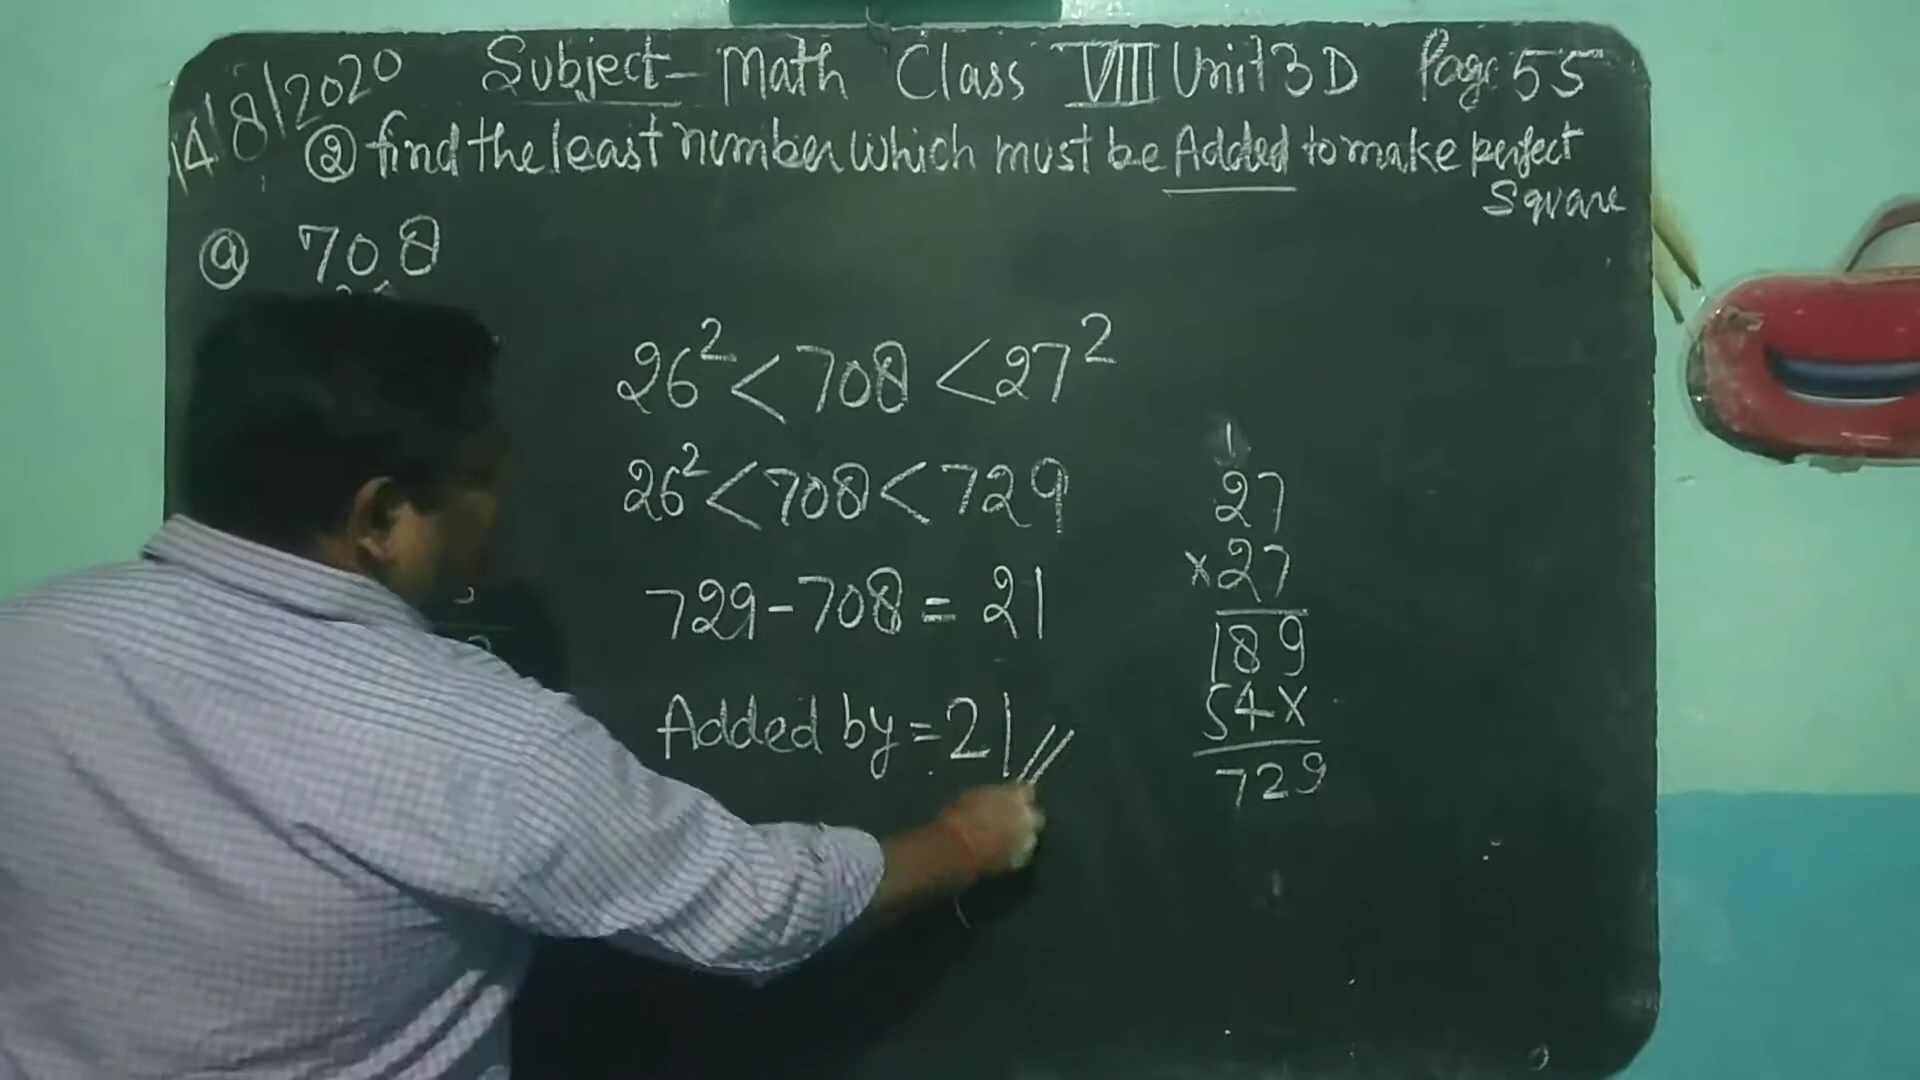 14/8/2020 Subject- Math Class VIII Unit 3D Page 55
② find the least number which must be Added to make perfect
Square
ⓐ 708
26² < 708 < 27²
26² < 708 < 729
729 - 708 = 21
Added by = 21 //
1
27
× 27
189
54×
729